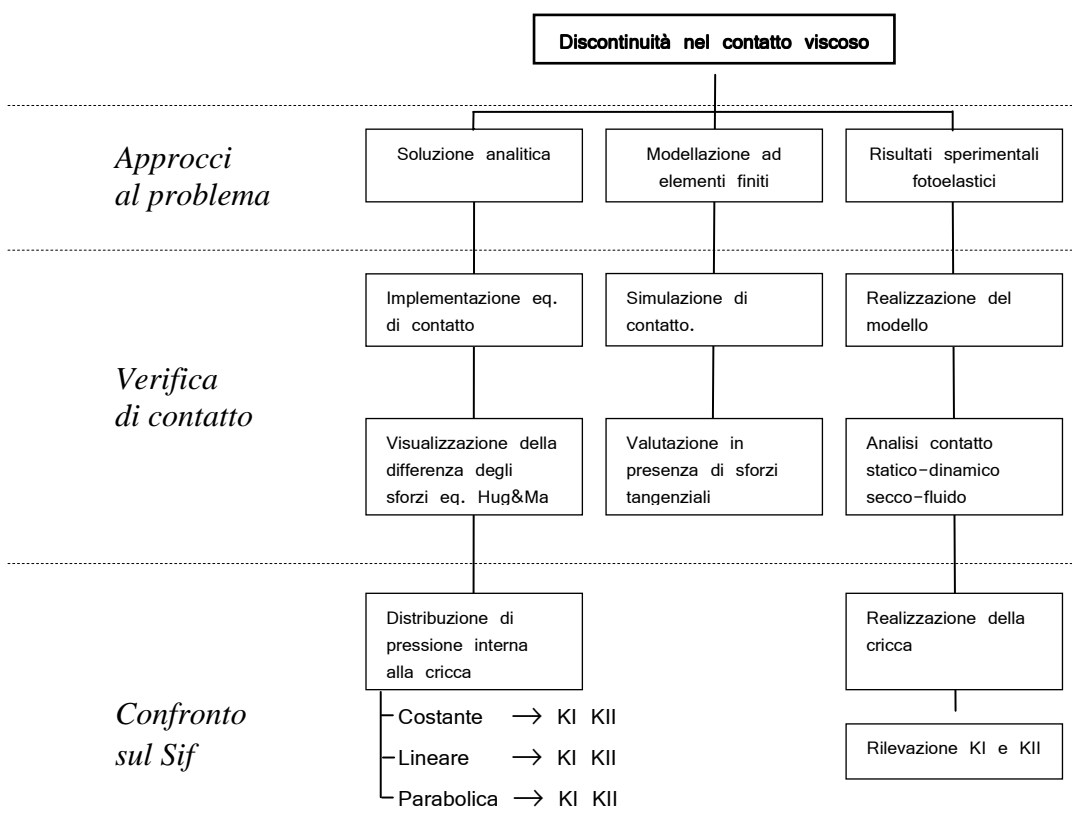 Discontinuità nel contatto viscoso
Approcci
al problema
Soluzione analitica
Modellazione ad
elementi finiti
Risultati sperimentali
fotoelastici
Verifica
di contatto
Implementazione eq.
di contatto
Simulazione di
contatto.
Realizzazione del
modello
Visualizzazione della
differenza degli
sforzi eq. Hug&Ma
Valutazione in
presenza di sforzi
tangenziali
Analisi contatto
statico-dinamico
secco-fluido
Confronto
sul Sif
Distribuzione di
pressione interna
alla cricca
Costante → KI KII
Lineare → KI KII
Parabolica → KI KII
Realizzazione della
cricca
Rilevazione KI e KII